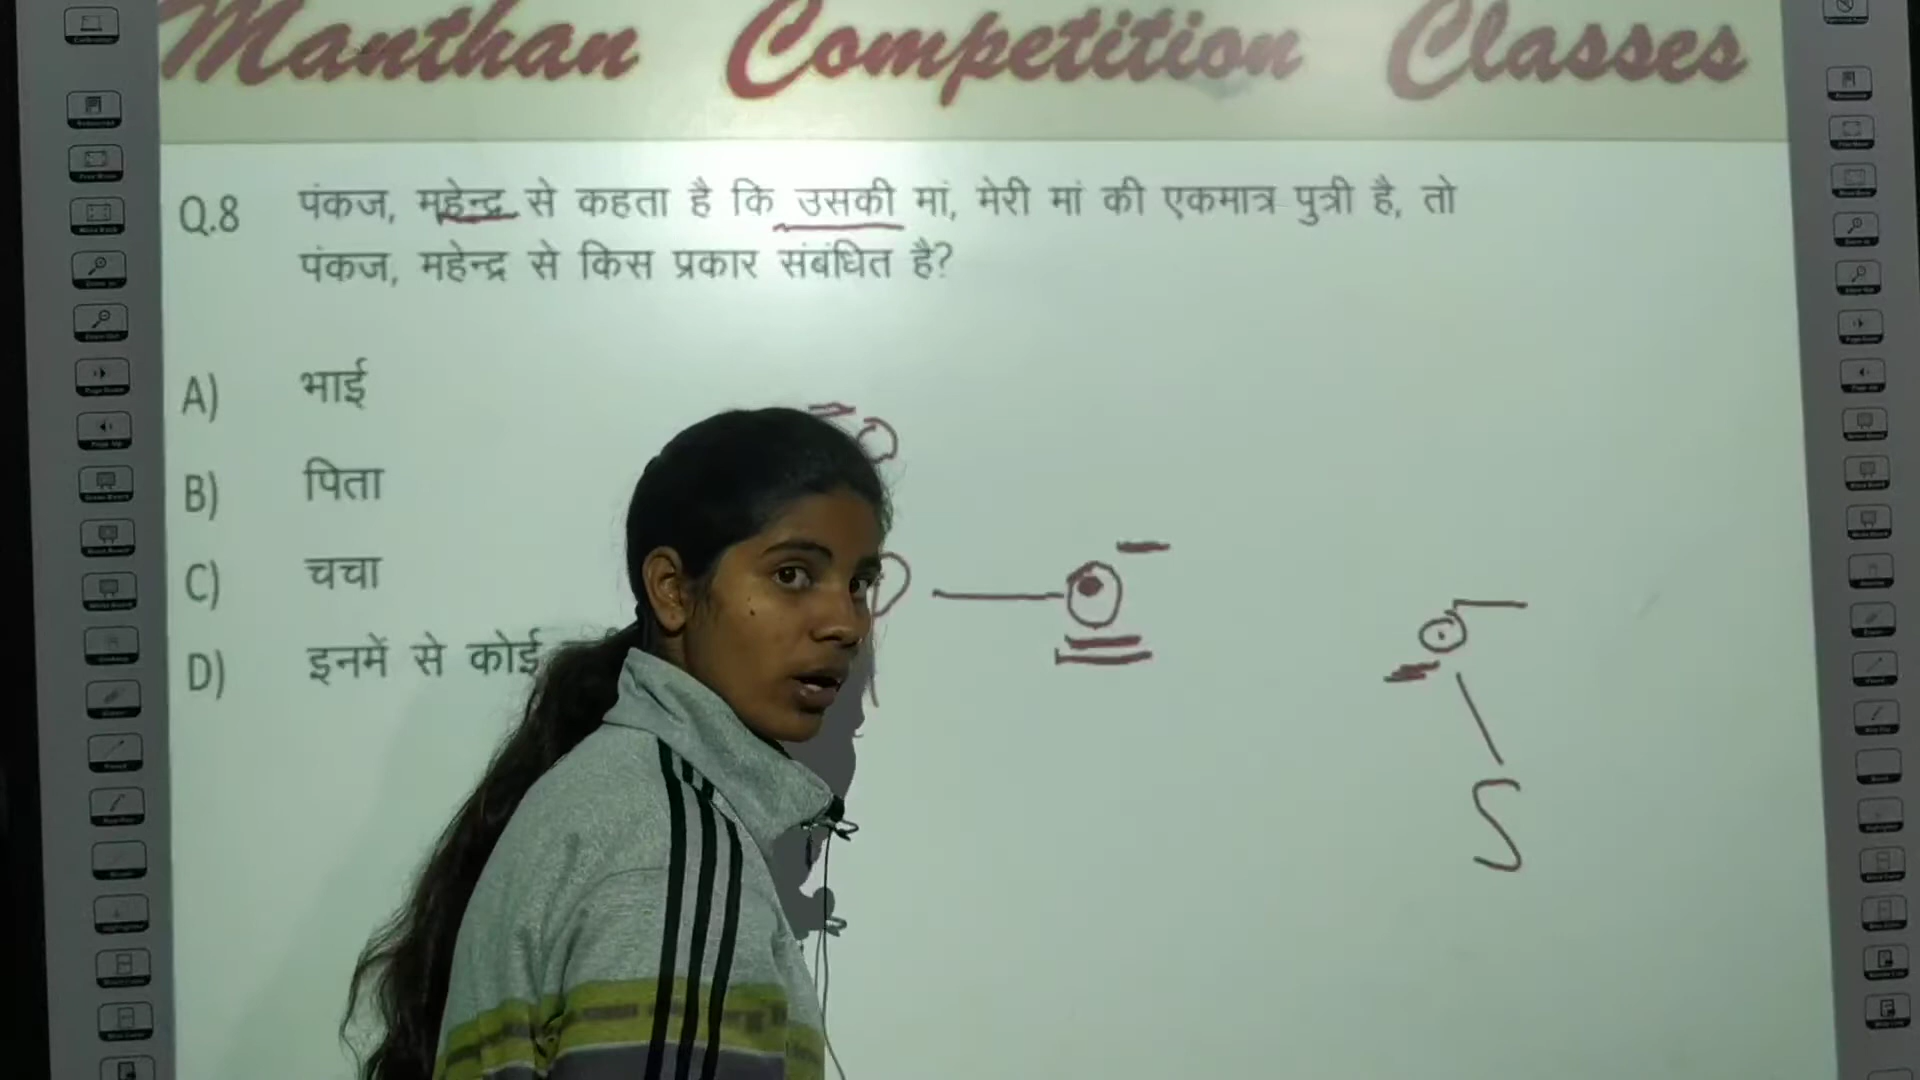 Manthan Competition Classes
Q.8 पंकज, महेन्द्र से कहता है कि उसकी मां, मेरी मां की एकमात्र पुत्री है, तो
पंकज, महेन्द्र से किस प्रकार संबंधित है?
A) भाई
B) पिता
C) चचा
D) इनमें से कोई
P
S